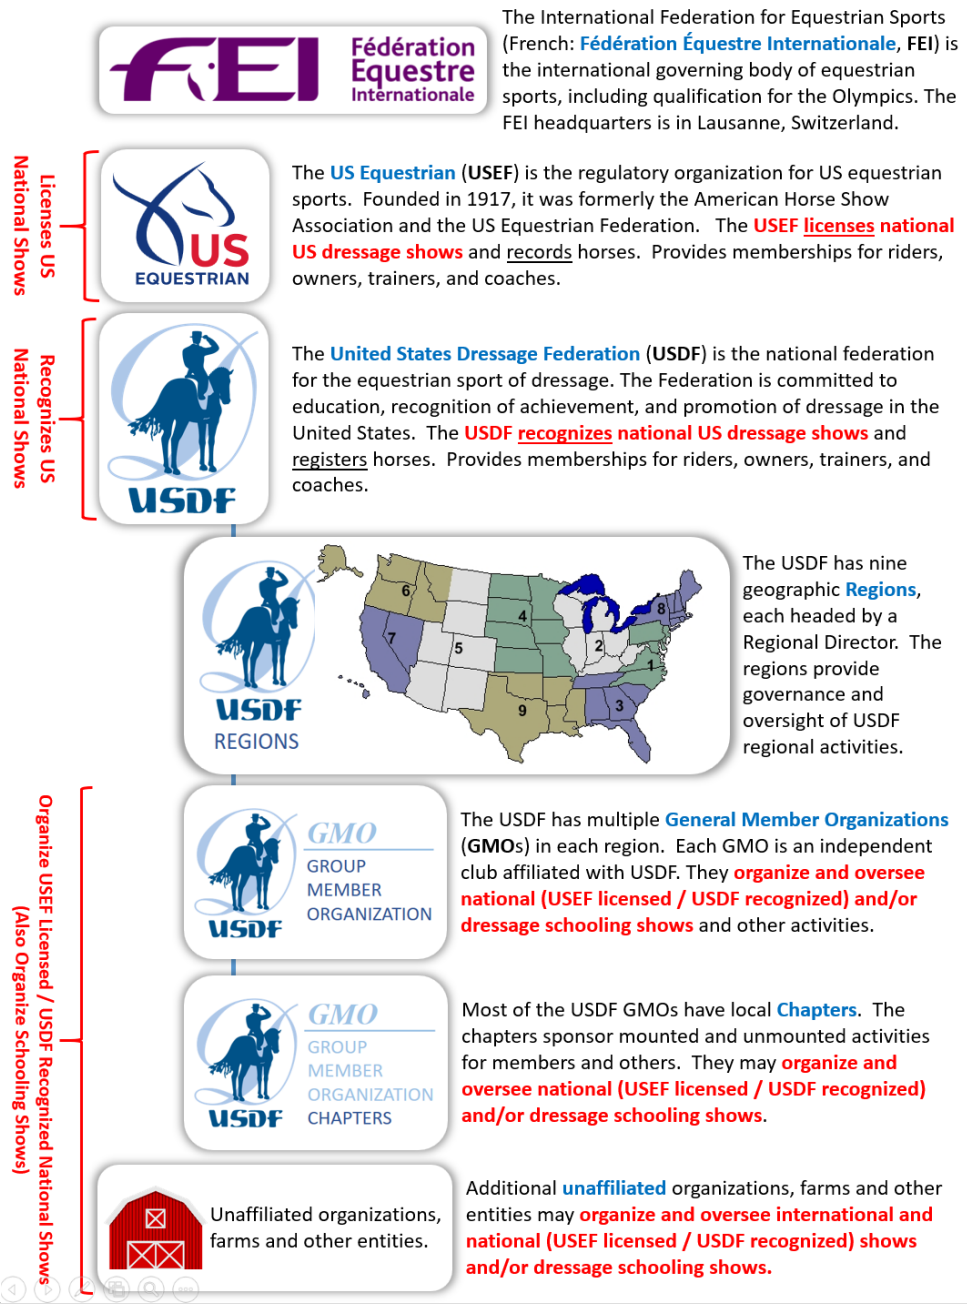 FEI
Fédération
Equestre
Internationale
The International Federation for Equestrian Sports
(French: Fédération Équestre Internationale, FEI) is
the international governing body of equestrian
sports, including qualification for the Olympics. The
FEI headquarters is in Lausanne, Switzerland.
Licenses US
National Shows
US
EQUESTRIAN
The US Equestrian (USEF) is the regulatory organization for US equestrian
sports. Founded in 1917, it was formerly the American Horse Show
Association and the US Equestrian Federation. The USEF licenses national
US dressage shows and records horses. Provides memberships for riders,
owners, trainers, and coaches.
Recognizes US
National Shows
USDF
The United States Dressage Federation (USDF) is the national federation
for the equestrian sport of dressage. The Federation is committed to
education, recognition of achievement, and promotion of dressage in the
United States. The USDF recognizes national US dressage shows and
registers horses. Provides memberships for riders, owners, trainers, and
coaches.
USDF
REGIONS
6
7
5
4
9
2
8
1
3
The USDF has nine
geographic Regions,
each headed by a
Regional Director. The
regions provide
governance and
oversight of USDF
regional activities.
Organize USEF Licensed / USDF Recognized National Shows
(Also Organize Schooling Shows)
USDF
GMO
GROUP
MEMBER
ORGANIZATION
The USDF has multiple General Member Organizations
(GMOs) in each region. Each GMO is an independent
club affiliated with USDF. They organize and oversee
national (USEF licensed / USDF recognized) and/or
dressage schooling shows and other activities.
USDF
GMO
GROUP
MEMBER
ORGANIZATION
CHAPTERS
Most of the USDF GMOs have local Chapters. The
chapters sponsor mounted and unmounted activities
for members and others. They may organize and
oversee national (USEF licensed / USDF recognized)
and/or dressage schooling shows.
Unaffiliated organizations,
farms and other entities.
Additional unaffiliated organizations, farms and other
entities may organize and oversee international and
national (USEF licensed / USDF recognized) shows
and/or dressage schooling shows.